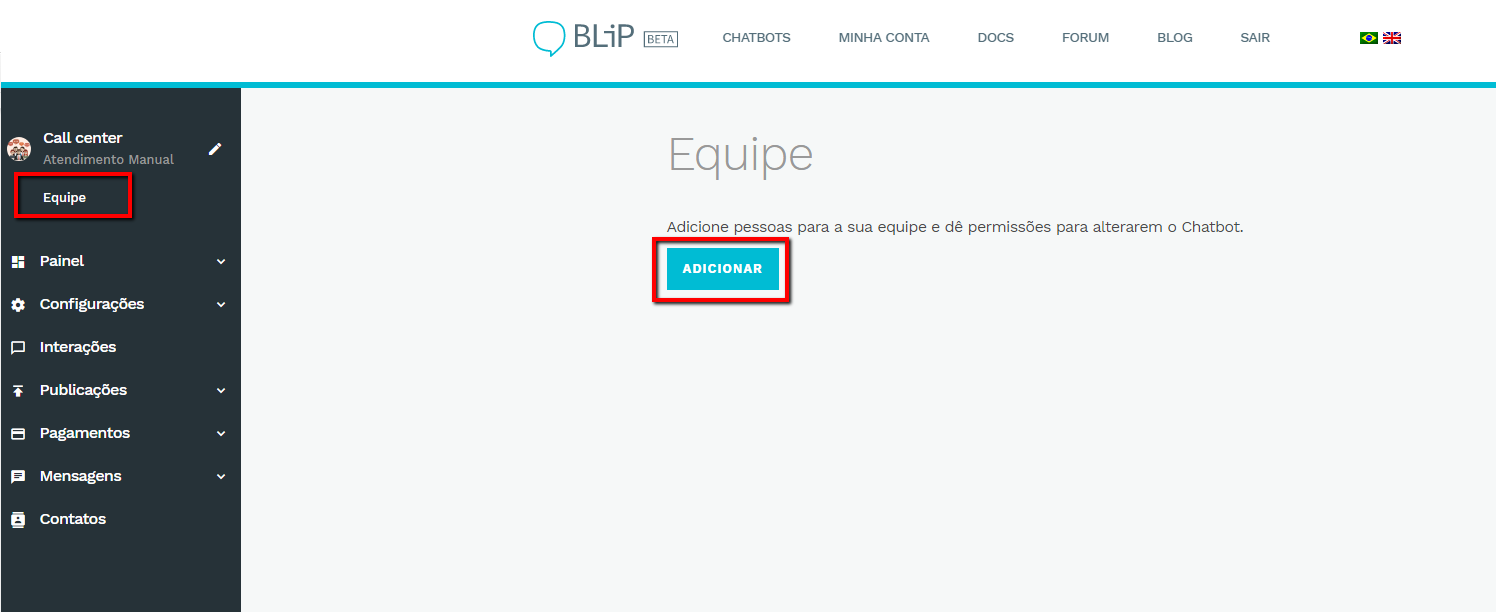 BLiP BETA CHATBOTS MINHA CONTA DOCS FORUM BLOG SAIR
Call center
Atendimento Manual
Equipe
Painel
Configurações
Interações
Publicações
Pagamentos
Mensagens
Contatos
Equipe
Adicione pessoas para a sua equipe e dê permissões para alterarem o Chatbot.
ADICIONAR